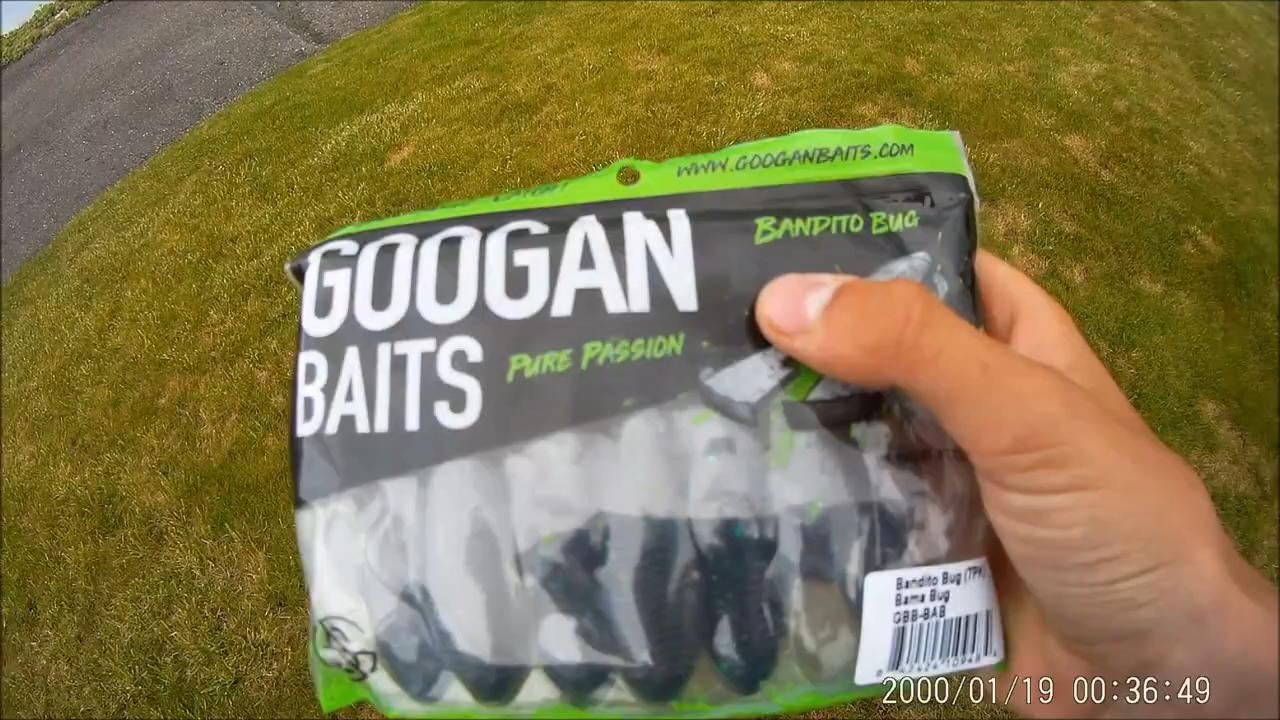 WWW.GOOGANBAITS.COM
GOOGAN
BAITS
BANDITO BUG
PURE PASSION
Bandito Bug (7PK)
Bama Bug
GBB-BAB
2000/01/19 00:36:49